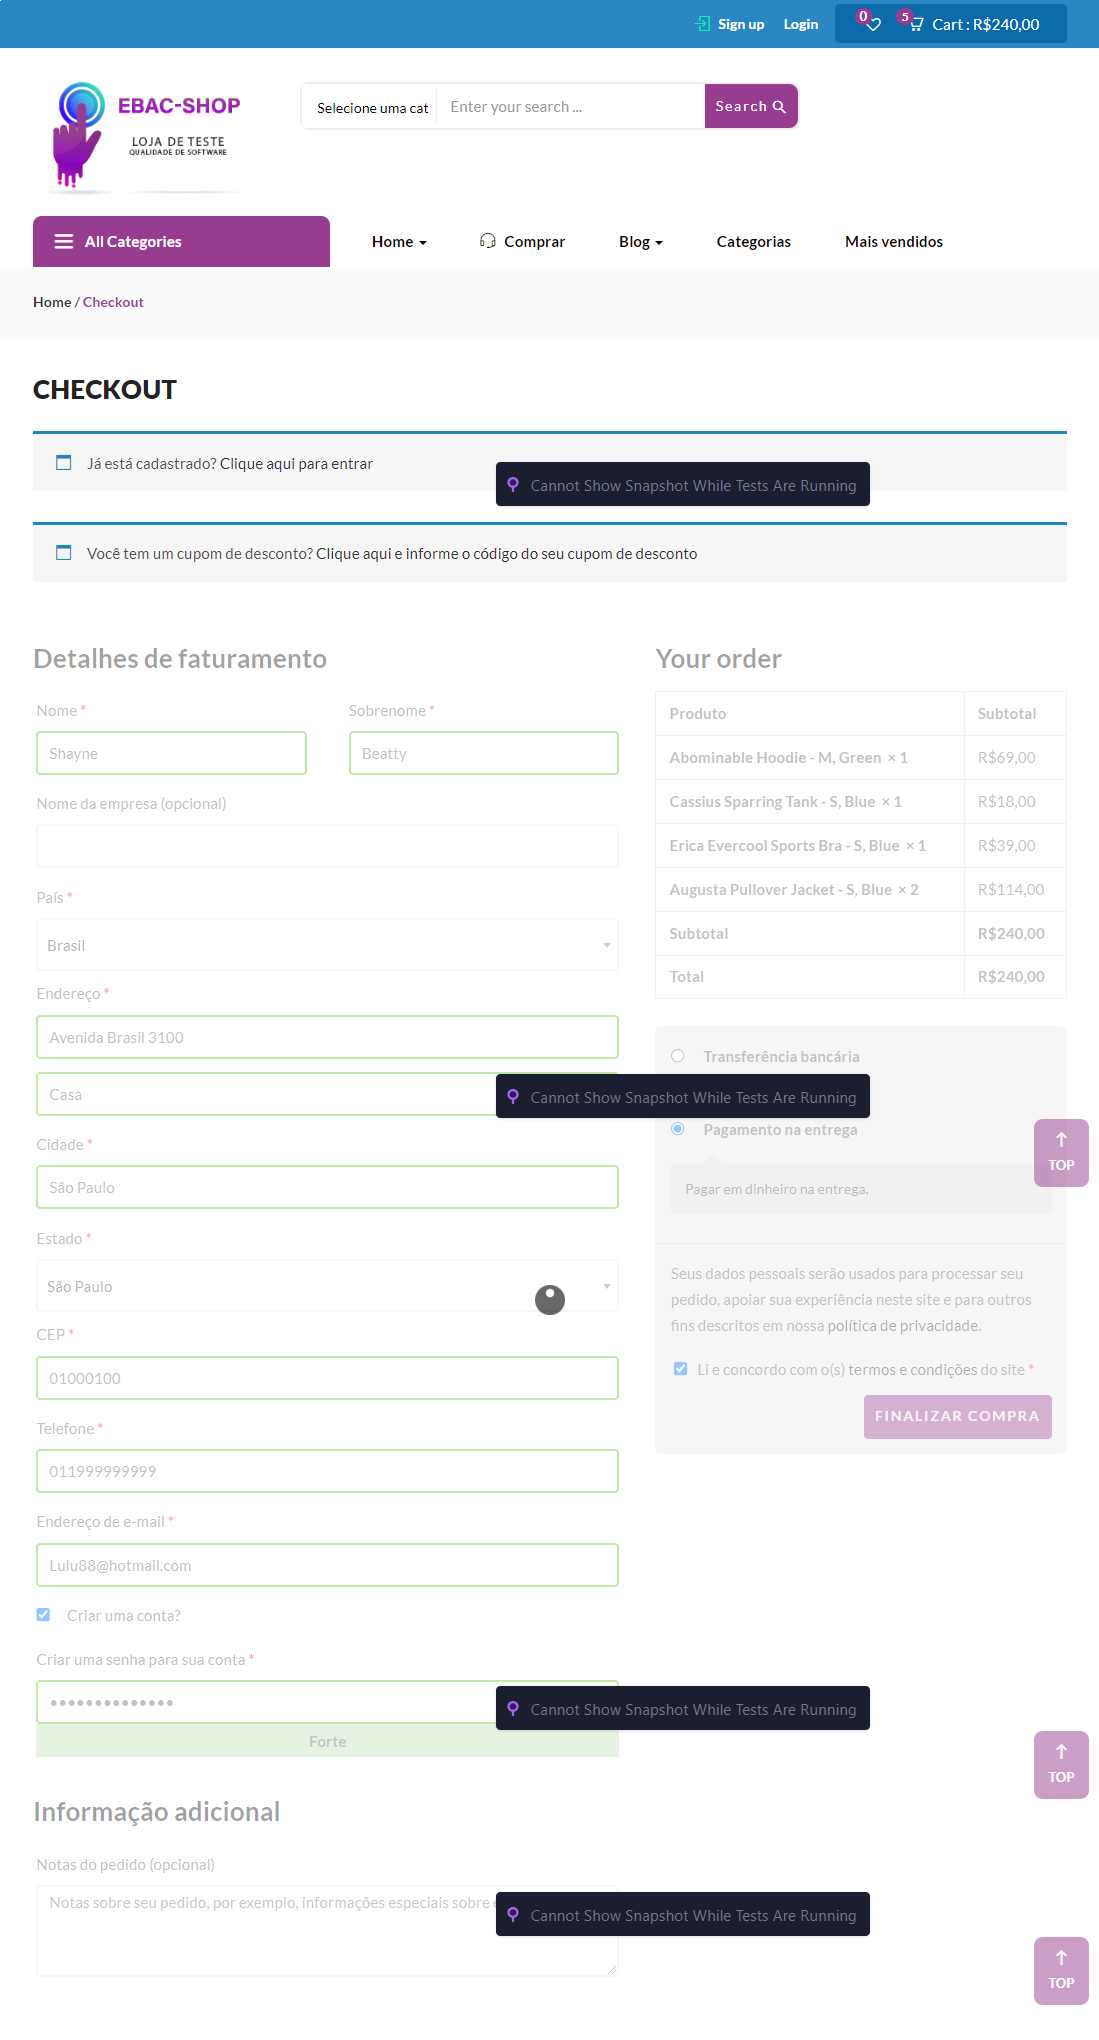 Sign up Login 0 5 Cart : R$240,00
EBAC-SHOP
LOJA DE TESTE
QUALIDADE DE SOFTWARE
Selecione uma cat Enter your search ... Search
All Categories Home Comprar Blog Categorias Mais vendidos
Home / Checkout
CHECKOUT
Já está cadastrado? Clique aqui para entrar
Cannot Show Snapshot While Tests Are Running
Você tem um cupom de desconto? Clique aqui e informe o código do seu cupom de desconto
Detalhes de faturamento
Nome * Sobrenome *
Shayne Beatty
Nome da empresa (opcional)
País *
Brasil
Endereço *
Avenida Brasil 3100
Casa
Cidade *
São Paulo
Estado *
São Paulo
CEP *
01000100
Telefone *
011999999999
Endereço de e-mail *
Lulu88@hotmail.com
Criar uma conta?
Criar uma senha para sua conta *
••••••••••••••
Forte
Your order
Produto Subtotal
Abominable Hoodie - M, Green × 1 R$69,00
Cassius Sparring Tank - S, Blue × 1 R$18,00
Erica Evercool Sports Bra - S, Blue × 1 R$39,00
Augusta Pullover Jacket - S, Blue × 2 R$114,00
Subtotal R$240,00
Total R$240,00
Transferência bancária
Cannot Show Snapshot While Tests Are Running
Pagamento na entrega
TOP
Pagar em dinheiro na entrega.
Seus dados pessoais serão usados para processar seu
pedido, apoiar sua experiência neste site e para outros
fins descritos em nossa política de privacidade.
Li e concordo com o(s) termos e condições do site *
FINALIZAR COMPRA
Cannot Show Snapshot While Tests Are Running
TOP
Informação adicional
Notas do pedido (opcional)
Notas sobre seu pedido, por exemplo, informações especiais sobre
Cannot Show Snapshot While Tests Are Running
TOP